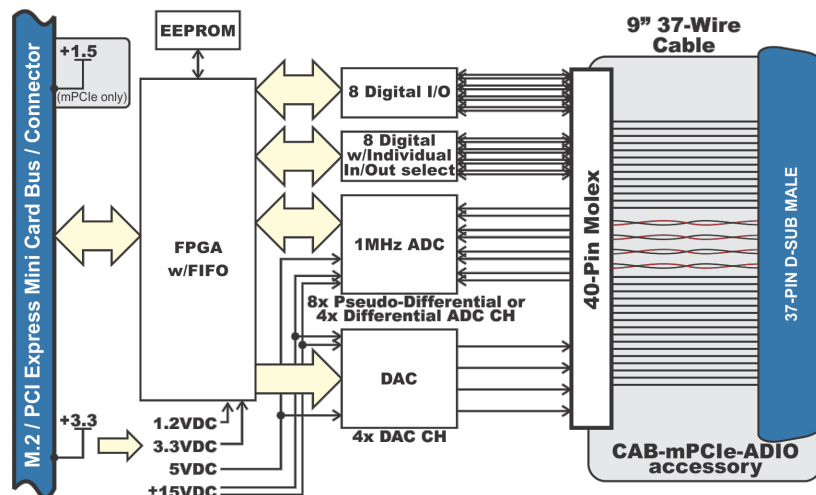 M.2 / PCI Express Mini Card Bus / Connector
+1.5
(mPCIe only)
EEPROM
FPGA
w/FIFO
8 Digital I/O
8 Digital
w/Individual
In/Out select
1MHz ADC
8x Pseudo-Differential or
4x Differential ADC CH
DAC
4x DAC CH
+3.3
1.2VDC
3.3VDC
5VDC
±15VDC
40-Pin Molex
9” 37-Wire
Cable
37-PIN D-SUB MALE
CAB-mPCIe-ADIO
accessory